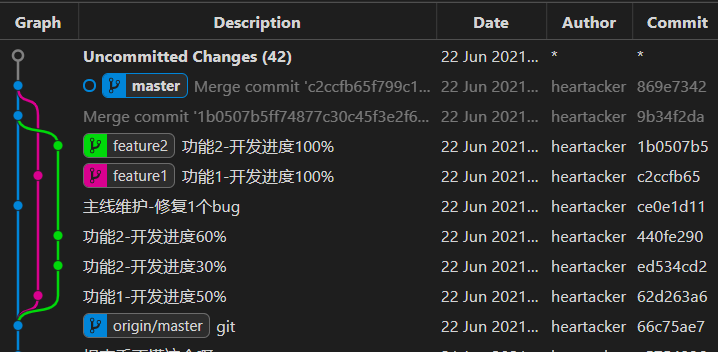 Graph Description Date Author Commit
Uncommitted Changes (42) 22 Jun 2021... * *
master Merge commit 'c2ccfb65f799c1... 22 Jun 2021... heartacker 869e7342
Merge commit '1b0507b5ff74877c30c45f3e2f6... 22 Jun 2021... heartacker 9b34f2da
feature2 功能2-开发进度100% 22 Jun 2021... heartacker 1b0507b5
feature1 功能1-开发进度100% 22 Jun 2021... heartacker c2ccfb65
主线维护-修复1个bug 22 Jun 2021... heartacker ce0e1d11
功能2-开发进度60% 22 Jun 2021... heartacker 440fe290
功能2-开发进度30% 22 Jun 2021... heartacker ed534cd2
功能1-开发进度50% 22 Jun 2021... heartacker 62d263a6
origin/master git 22 Jun 2021... heartacker 66c75ae7